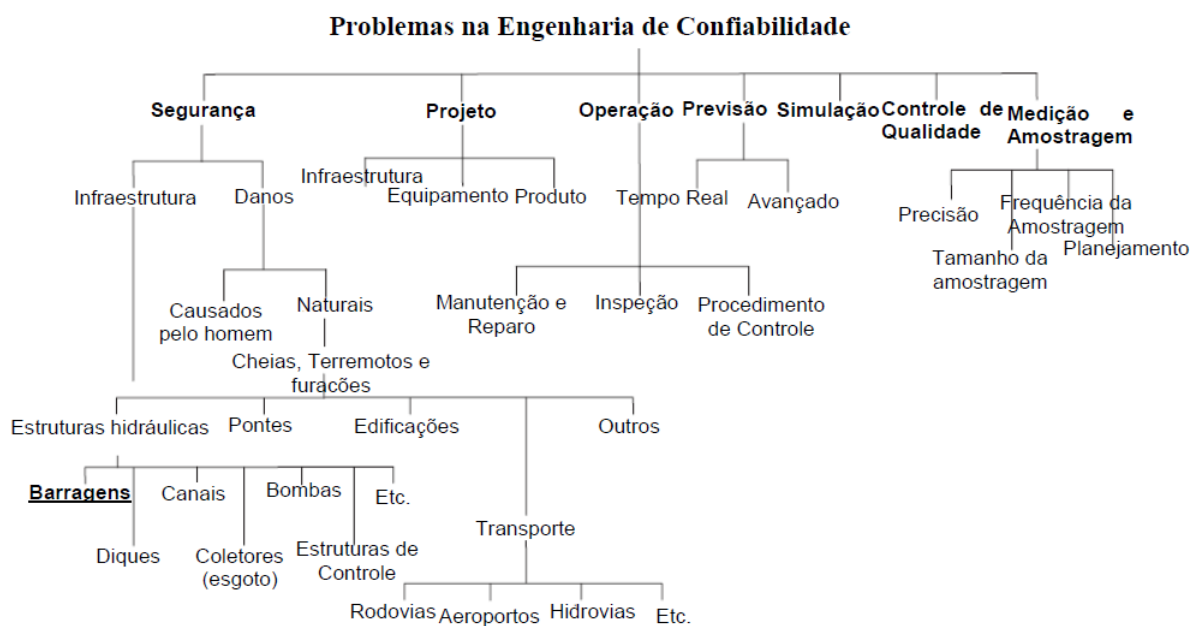 Problemas na Engenharia de Confiabilidade
Segurança
Projeto
Operação
Previsão
Simulação
Controle de
Qualidade
Medição e
Amostragem
Infraestrutura
Danos
Infraestrutura
Equipamento
Produto
Tempo Real
Avançado
Precisão
Frequência da
Amostragem
Tamanho da
amostragem
Planejamento
Causados
pelo homem
Naturais
Manutenção e
Reparo
Inspeção
Procedimento
de Controle
Cheias, Terremotos e
furacões
Estruturas hidráulicas
Pontes
Edificações
Outros
Barragens
Canais
Bombas
Etc.
Diques
Coletores
(esgoto)
Estruturas de
Controle
Transporte
Rodovias
Aeroportos
Hidrovias
Etc.